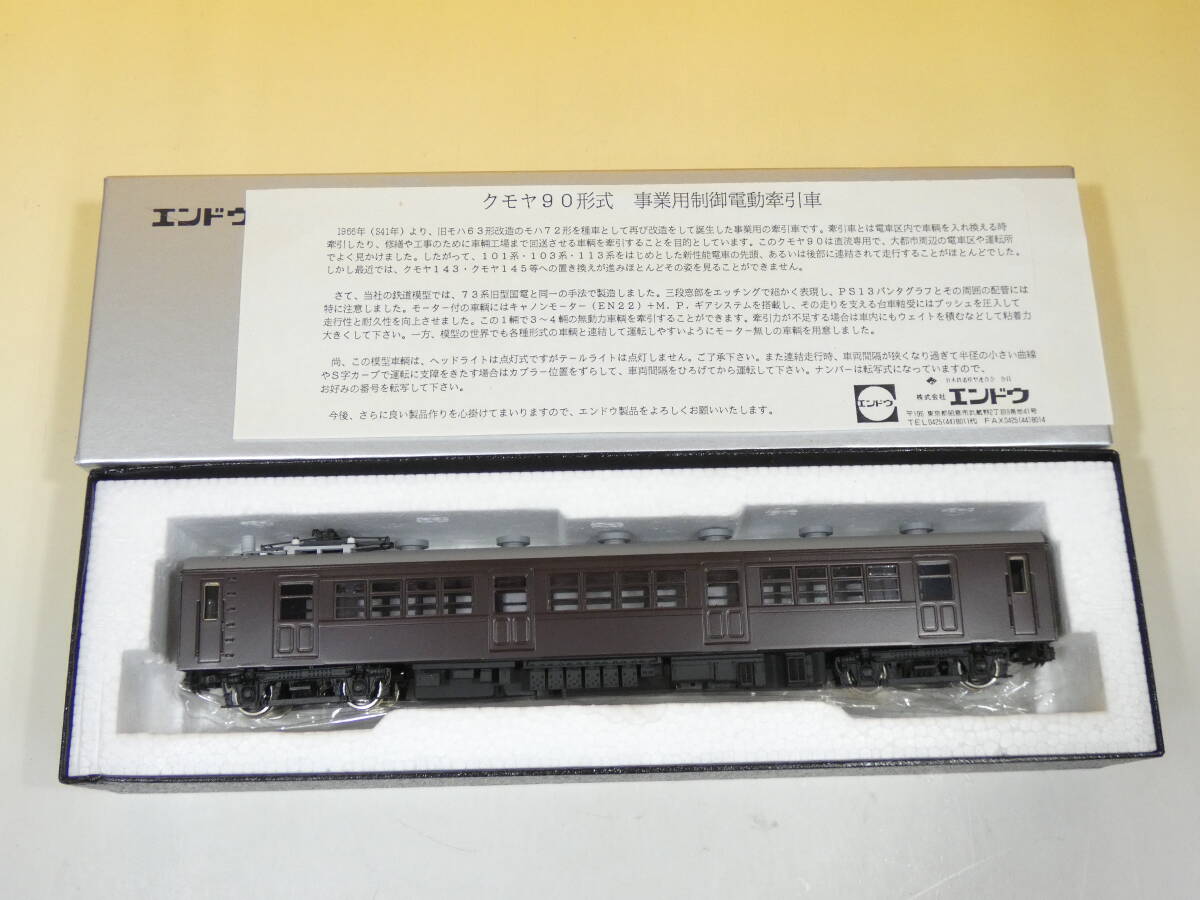 エンドウ
クモヤ90形式 事業用制御電動牽引車
1966年(S41年)より、旧モハ63形改造のモハ72形を種車として再び改造をして誕生した事業用の牽引車です。牽引車とは電車区内で車輌を入れ換える時
牽引したり、修繕や工事のために車輌工場まで回送させる車輌を牽引することを目的としています。このクモヤ90は直流専用で、大都市周辺の電車区や運転所
でよく見かけました。したがって、101系・103系・113系をはじめとした新性能電車の先頭、あるいは後部に連結されて走行することがほとんどでした。
しかし最近では、クモヤ143・クモヤ145等への置き換えが進みほとんどその姿を見ることができません。
さて、当社の鉄道模型では、73系旧型国電と同一の手法で製造しました。三段窓部をエッチングで細かく表現し、PS13パンタグラフとその周囲の配管には
特に注意しました。モーター付の車輌にはキャノンモーター(EN22)+M.P.ギアシステムを搭載し、その走りを支える台車軸受にはブッシュを圧入して
走行性と耐久性を向上させました。この1輌で3~4輌の無動力車輌を牽引することができます。牽引力が不足する場合は車内にもウェイトを積むなどして粘着力
大きくして下さい。一方、模型の世界でも各種形式の車輌と連結して運転しやすいようにモーター無しの車輌を用意しました。
尚、この模型車輌は、ヘッドライトは点灯式ですがテールライトは点灯しません。ご了承下さい。また連結走行時、車両間隔が狭くなり過ぎて半径の小さい曲線
やS字カーブで運転に支障をきたす場合はカプラー位置をずらして、車両間隔をひろげてから運転して下さい。ナンバーは転写式になっていますので、
お好みの番号を転写して下さい。
今後、さらに良い製品作りを心掛けてまいりますので、エンドウ製品をよろしくお願いいたします。
エンドウ
日本鉄道模型連合会 会員
株式会社 エンドウ
〒196 東京都昭島市武蔵野2丁目8番地41号
TEL0425(44)8011㈹ FAX0425(44)8014